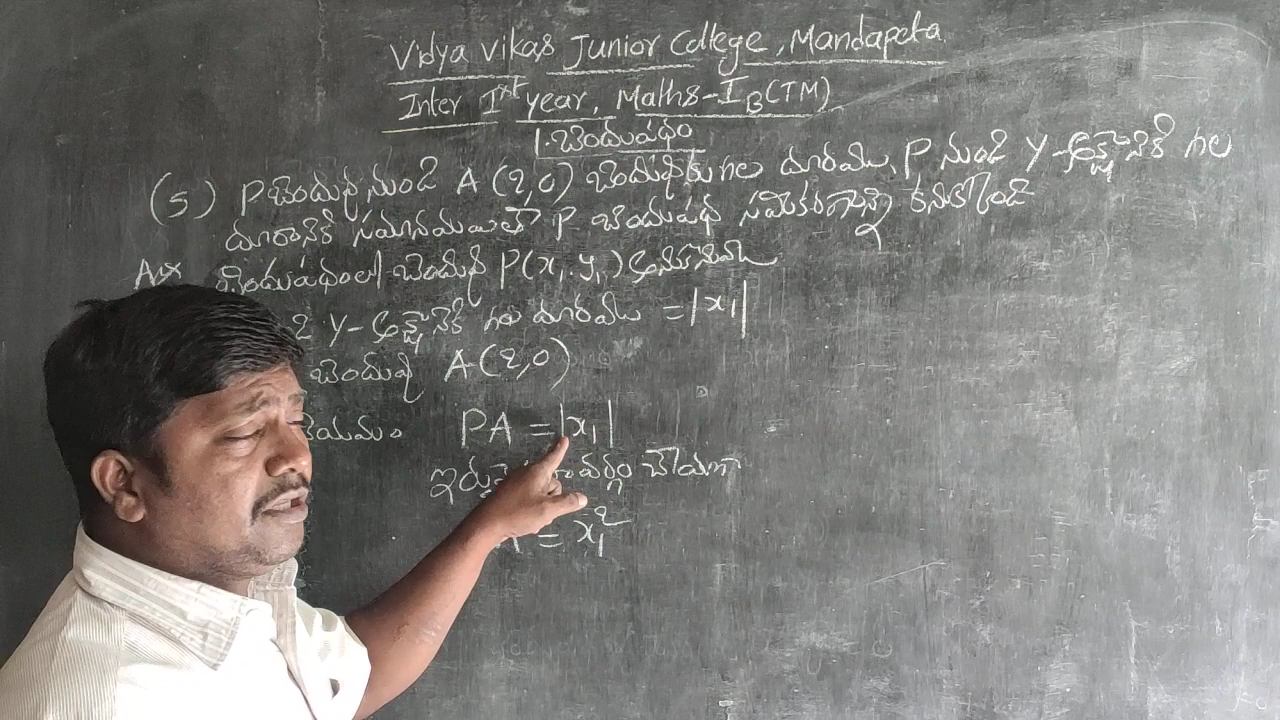 Vidya Vikas Junior College, Mandapeta
Inter Ist year, Maths-IB(TM)
1. బిందుపథం
(5) P బిందువు నుండి A(2,0) బిందువుకు గల దూరము, P నుండి Y-అక్షానికి గల
దూరానికి సమానమయితే P బిందుపథ సమీకరణాన్ని కనుక్కోండి
Ans బిందుపథంలో బిందువు P(x₁, y₁) అనుకొనుము
Y-అక్షానికి గల దూరము = |x₁|
బిందువు A(2,0)
PA = |x₁|
ఇరువైపులా వర్గం చేయగా
= x₁²